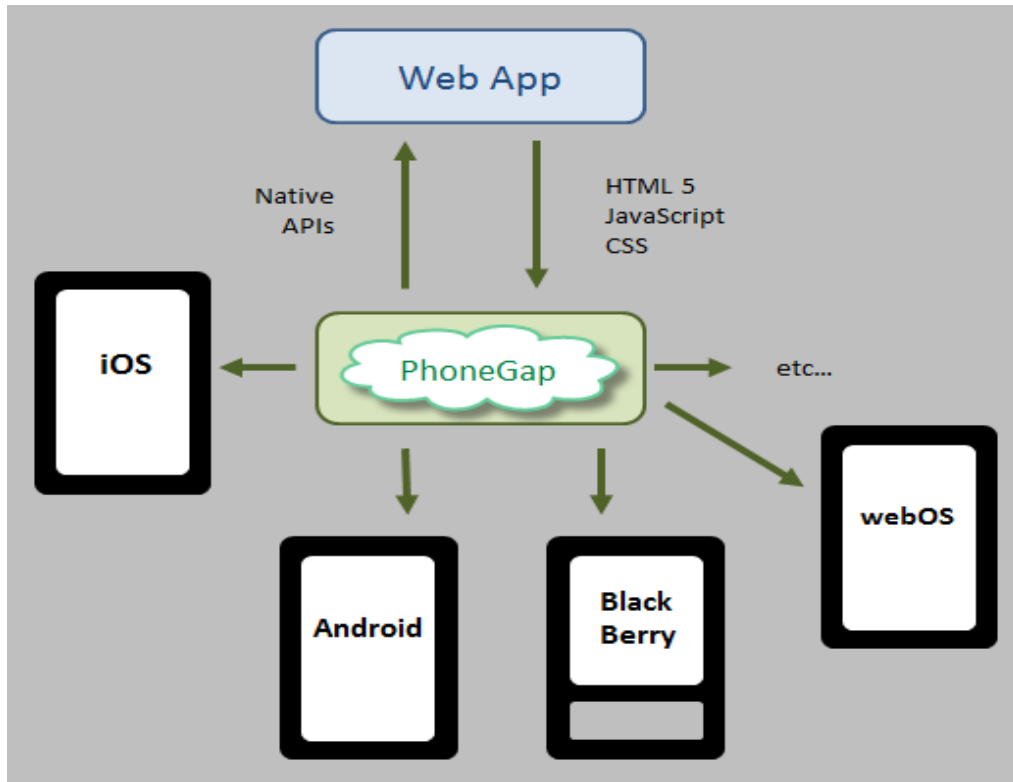 Web App
Native
APIs
HTML 5
JavaScript
CSS
iOS
PhoneGap
etc...
webOS
Android
Black
Berry